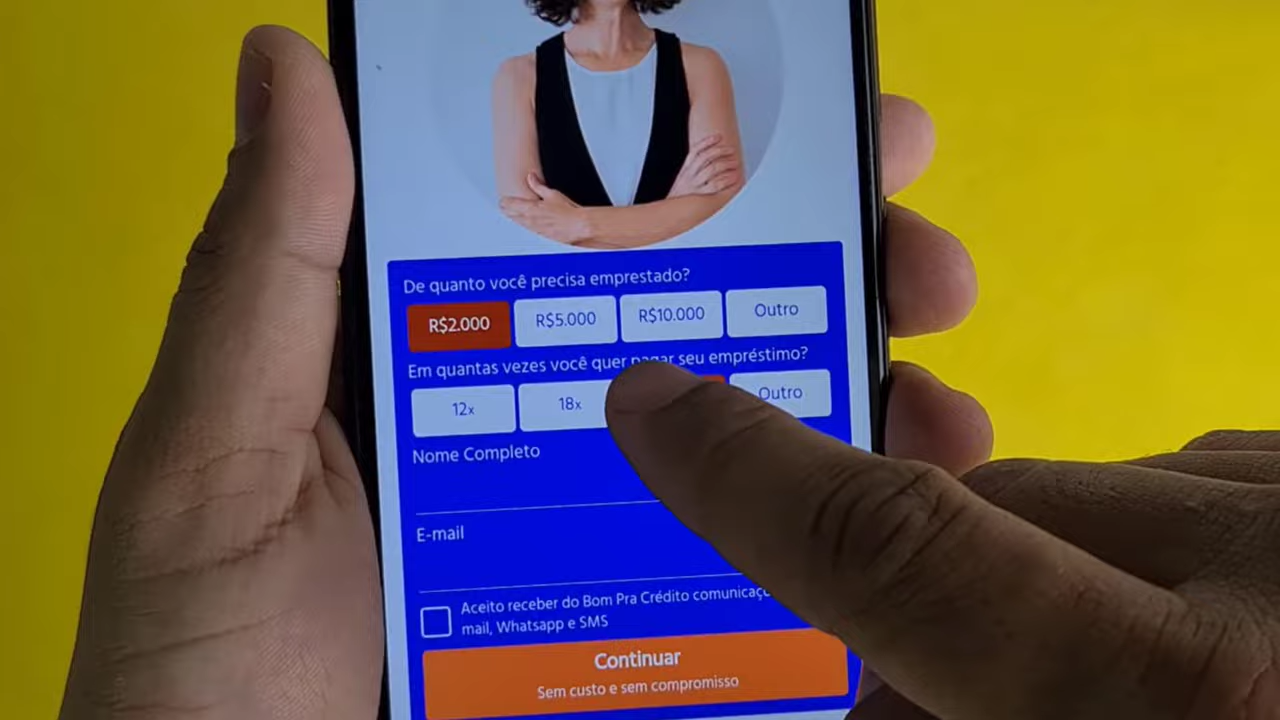 De quanto você precisa emprestado?
R$2.000 R$5.000 R$10.000 Outro
Em quantas vezes você quer pagar seu empréstimo?
12x 18x Outro
Nome Completo
E-mail
Aceito receber do Bom Pra Crédito
mail, Whatsapp e SMS
Continuar
Sem custo e sem compromisso